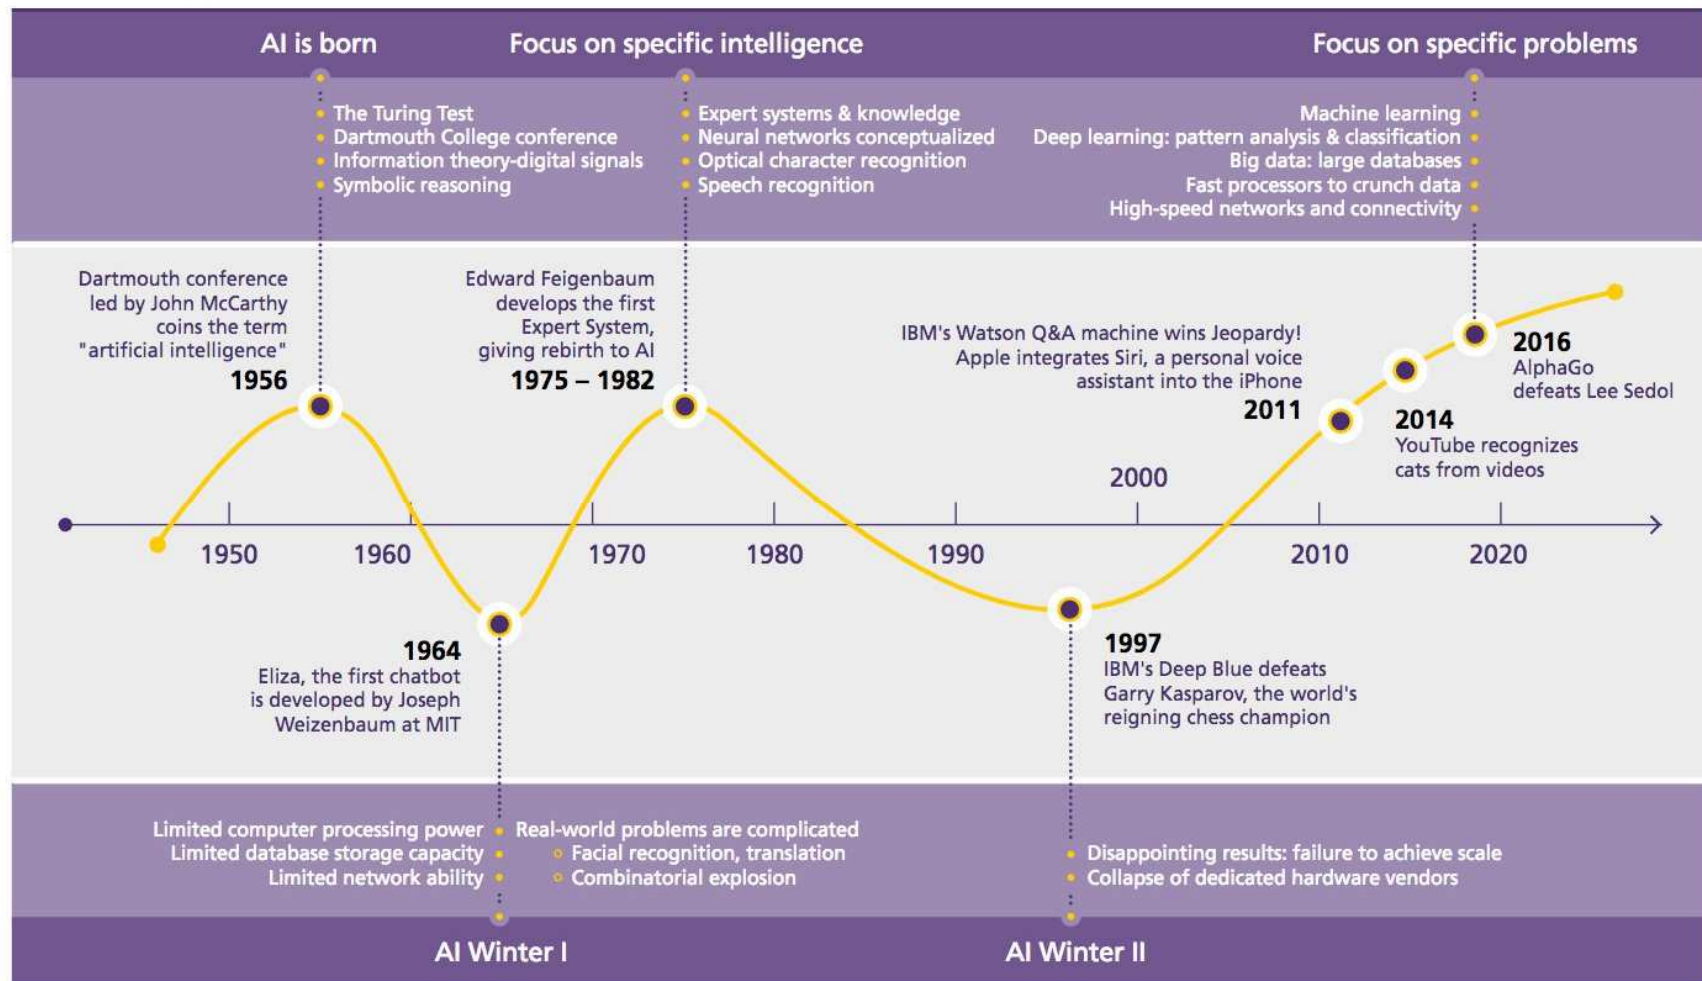 AI is born
Focus on specific intelligence
Focus on specific problems
The Turing Test
Dartmouth College conference
Information theory-digital signals
Symbolic reasoning
Expert systems & knowledge
Neural networks conceptualized
Optical character recognition
Speech recognition
Machine learning
Deep learning: pattern analysis & classification
Big data: large databases
Fast processors to crunch data
High-speed networks and connectivity
Dartmouth conference
led by John McCarthy
coins the term
"artificial intelligence"
1956
Edward Feigenbaum
develops the first
Expert System,
giving rebirth to AI
1975 – 1982
IBM's Watson Q&A machine wins Jeopardy!
Apple integrates Siri, a personal voice
assistant into the iPhone
2011
2014
YouTube recognizes
cats from videos
2016
AlphaGo
defeats Lee Sedol
1950
1960
1970
1980
1990
2000
2010
2020
1964
Eliza, the first chatbot
is developed by Joseph
Weizenbaum at MIT
1997
IBM's Deep Blue defeats
Garry Kasparov, the world's
reigning chess champion
Limited computer processing power
Limited database storage capacity
Limited network ability
Real-world problems are complicated
Facial recognition, translation
Combinatorial explosion
Disappointing results: failure to achieve scale
Collapse of dedicated hardware vendors
AI Winter I
AI Winter II